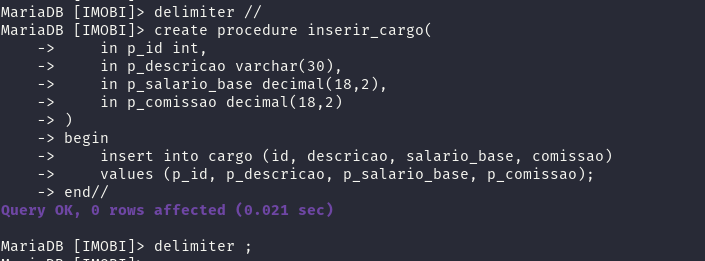 MariaDB [IMOBI]> delimiter //
MariaDB [IMOBI]> create procedure inserir_cargo(
    ->     in p_id int,
    ->     in p_descricao varchar(30),
    ->     in p_salario_base decimal(18,2),
    ->     in p_comissao decimal(18,2)
    -> )
    -> begin
    ->     insert into cargo (id, descricao, salario_base, comissao)
    ->     values (p_id, p_descricao, p_salario_base, p_comissao);
    -> end//
Query OK, 0 rows affected (0.021 sec)

MariaDB [IMOBI]> delimiter ;
MariaDB [IMOBI]>